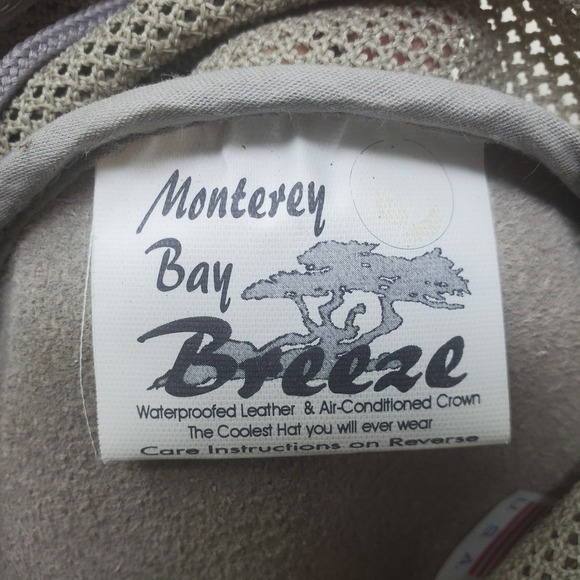 Monterey
Bay
Breeze
Waterproofed Leather & Air-Conditioned Crown
The Coolest Hat you will ever wear
Care Instructions on Reverse
USA